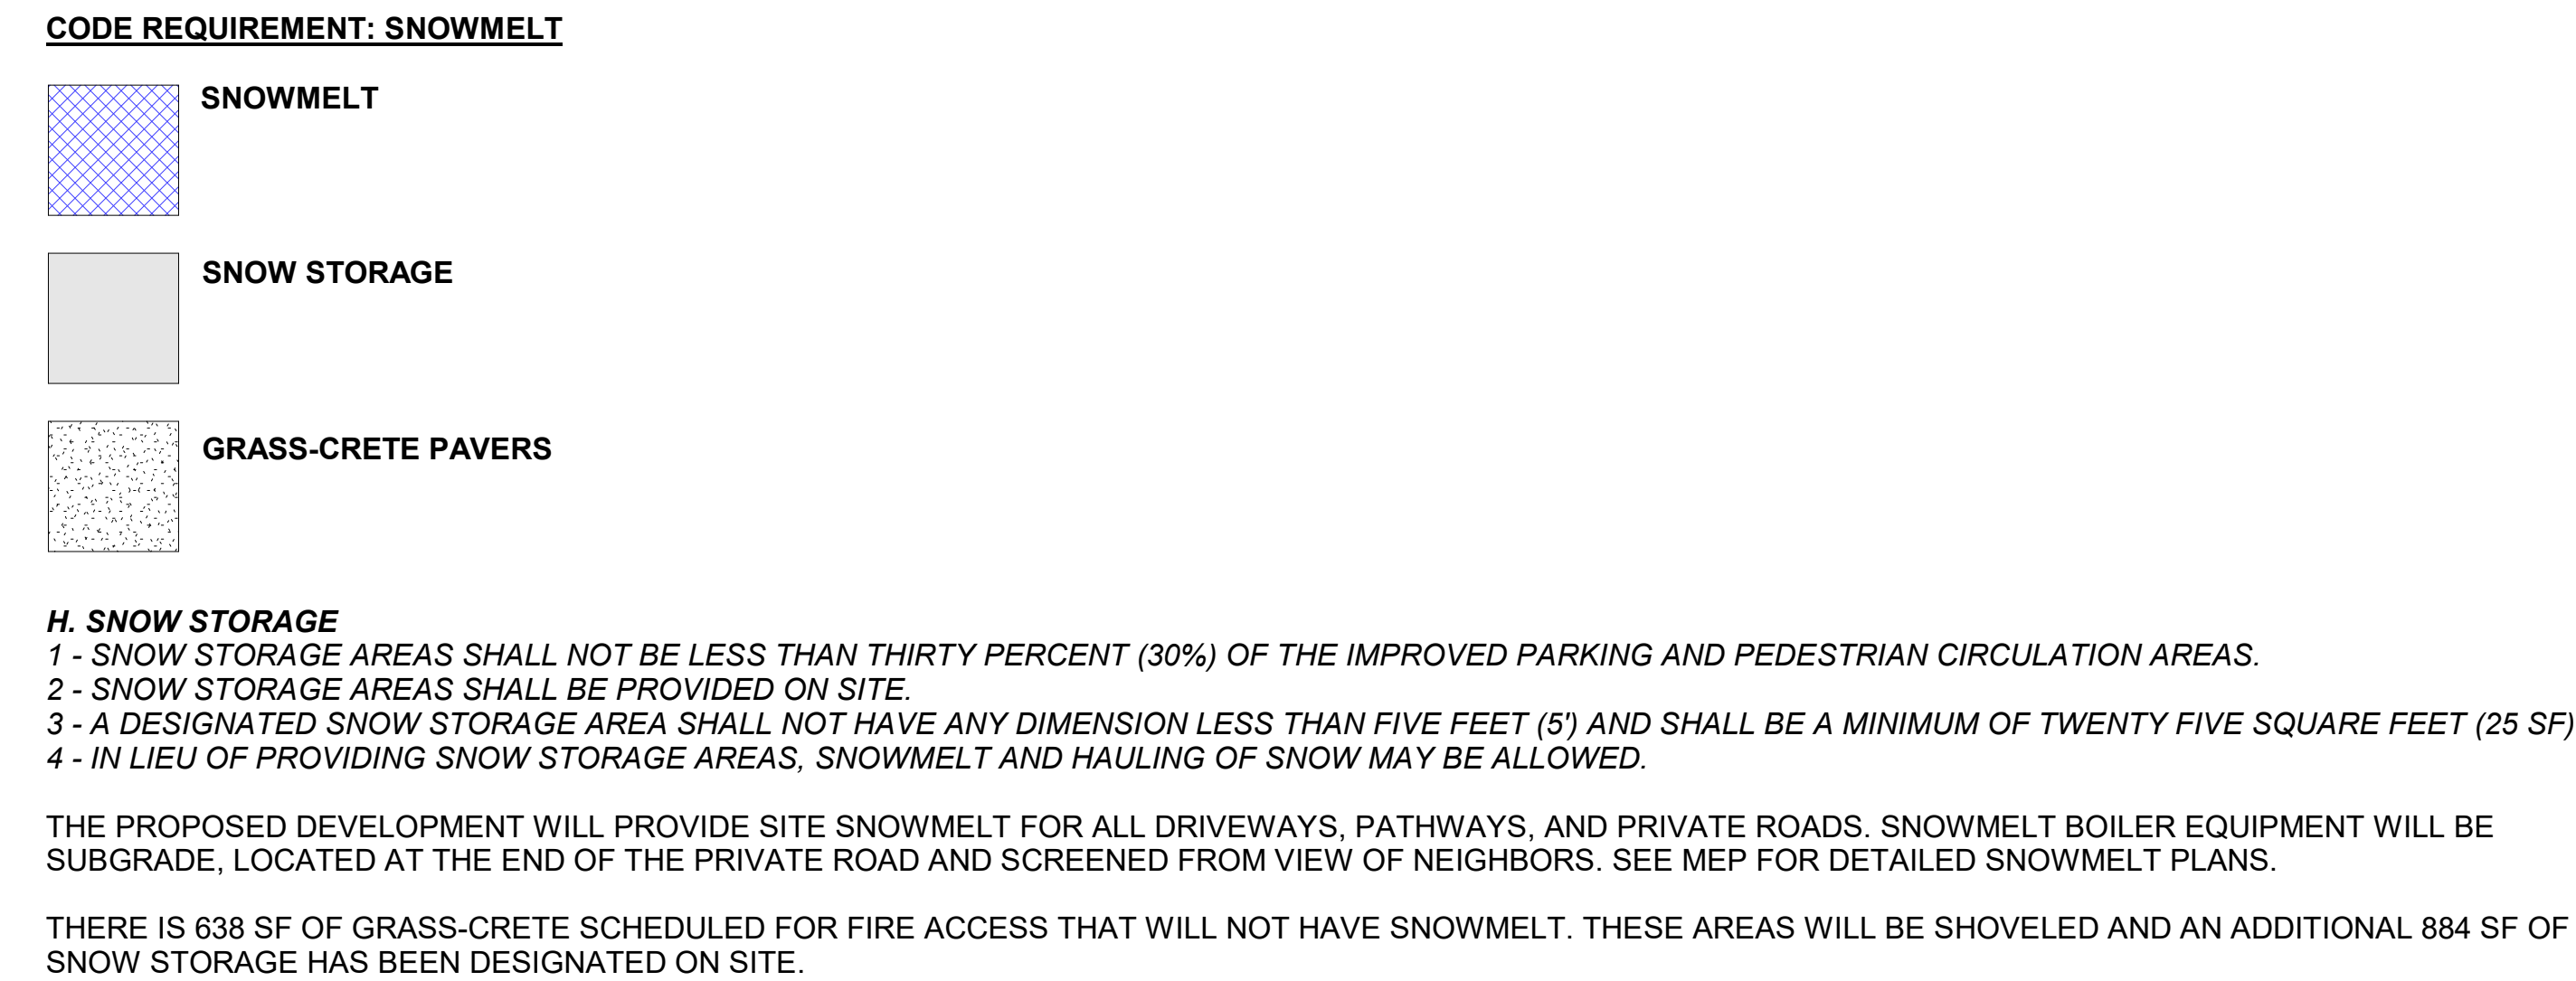 CODE REQUIREMENT: SNOWMELT
SNOWMELT
SNOW STORAGE
GRASS-CRETE PAVERS
H. SNOW STORAGE
1 - SNOW STORAGE AREAS SHALL NOT BE LESS THAN THIRTY PERCENT (30%) OF THE IMPROVED PARKING AND PEDESTRIAN CIRCULATION AREAS.
2 - SNOW STORAGE AREAS SHALL BE PROVIDED ON SITE.
3 - A DESIGNATED SNOW STORAGE AREA SHALL NOT HAVE ANY DIMENSION LESS THAN FIVE FEET (5') AND SHALL BE A MINIMUM OF TWENTY FIVE SQUARE FEET (25 SF)
4 - IN LIEU OF PROVIDING SNOW STORAGE AREAS, SNOWMELT AND HAULING OF SNOW MAY BE ALLOWED.
THE PROPOSED DEVELOPMENT WILL PROVIDE SITE SNOWMELT FOR ALL DRIVEWAYS, PATHWAYS, AND PRIVATE ROADS. SNOWMELT BOILER EQUIPMENT WILL BE
SUBGRADE, LOCATED AT THE END OF THE PRIVATE ROAD AND SCREENED FROM VIEW OF NEIGHBORS. SEE MEP FOR DETAILED SNOWMELT PLANS.
THERE IS 638 SF OF GRASS-CRETE SCHEDULED FOR FIRE ACCESS THAT WILL NOT HAVE SNOWMELT. THESE AREAS WILL BE SHOVELED AND AN ADDITIONAL 884 SF OF
SNOW STORAGE HAS BEEN DESIGNATED ON SITE.